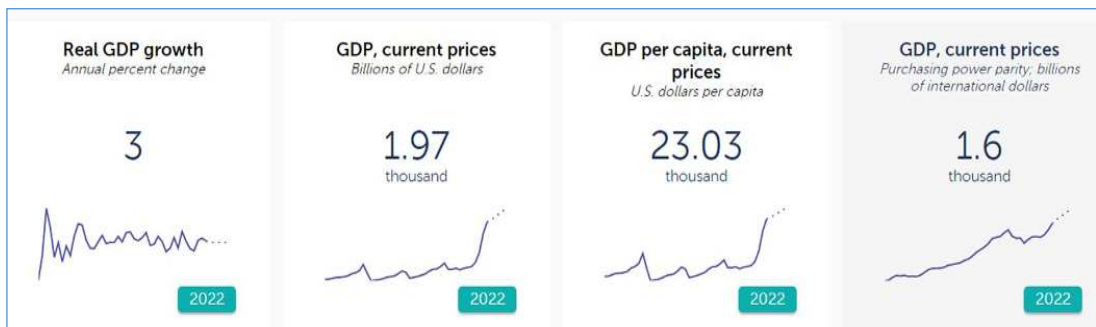 Real GDP growth
Annual percent change
3
2022
GDP, current prices
Billions of U.S. dollars
1.97
thousand
2022
GDP per capita, current
prices
U.S. dollars per capita
23.03
thousand
2022
GDP, current prices
Purchasing power parity; billions
of international dollars
1.6
thousand
2022